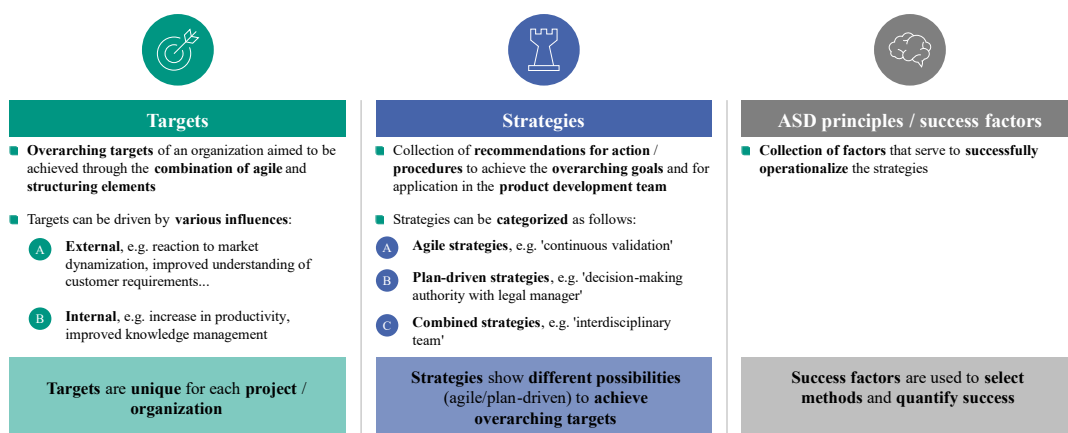 Targets
Overarching targets of an organization aimed to be
achieved through the combination of agile and
structuring elements
Targets can be driven by various influences:
A
External, e.g. reaction to market
dynamization, improved understanding of
customer requirements...
B
Internal, e.g. increase in productivity,
improved knowledge management
Targets are unique for each project /
organization
Strategies
Collection of recommendations for action /
procedures to achieve the overarching goals and for
application in the product development team
Strategies can be categorized as follows:
A
Agile strategies, e.g. 'continuous validation'
B
Plan-driven strategies, e.g. 'decision-making
authority with legal manager'
C
Combined strategies, e.g. 'interdisciplinary
team'
Strategies show different possibilities
(agile/plan-driven) to achieve
overarching targets
ASD principles / success factors
Collection of factors that serve to successfully
operationalize the strategies
Success factors are used to select
methods and quantify success